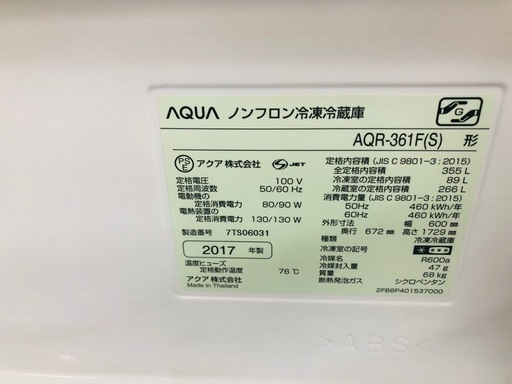 AQUA ノンフロン冷凍冷蔵庫
AQR-361F(S) 形
PS E アクア 株式会社 JET
定格電圧 100 V
定格周波数 50/60 Hz
電動機の定格消費電力 80/90 W
電熱装置の定格消費電力 130/130 W
製造番号 7TS06031
2017 年製
温度ヒューズ
定格動作温度 76℃
アクア 株式会社
Made in Thailand
定格内容積 (JIS C 9801-3 : 2015)
全定格内容積 355 L
冷凍室の定格内容積 89 L
冷蔵室の定格内容積 266 L
消費電力量 (JIS C 9801-3 : 2015)
50Hz 460 kWh/年
60Hz 460 kWh/年
外形寸法 幅 600 mm
奥行 672 mm 高さ 1729 mm
種類 冷凍冷蔵庫
冷凍室の記号
冷媒 R600a
冷媒封入量 47 g
質量 68 kg
断熱発泡ガス シクロペンタン
2FB6P401537000
>ABS<